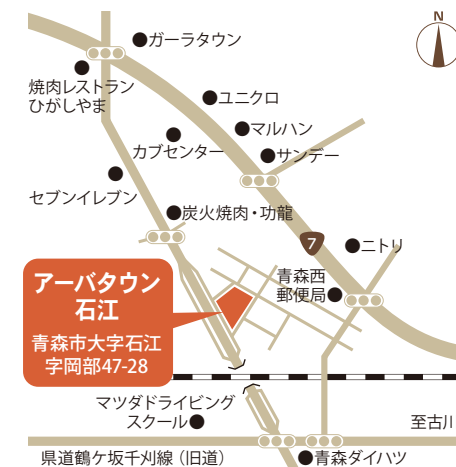 N
ガーラタウン
焼肉レストラン
ひがしやま
ユニクロ
マルハン
カブセンター
サンデー
セブンイレブン
炭火焼肉・功龍
7
ニトリ
アーバタウン
石江
青森市大字石江
字岡部47-28
青森西
郵便局
マツダドライビング
スクール
至古川
県道鶴ケ坂千刈線（旧道）
青森ダイハツ